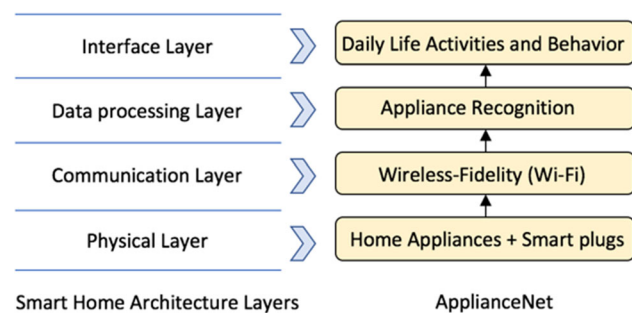 Interface Layer
Daily Life Activities and Behavior
Data processing Layer
Appliance Recognition
Communication Layer
Wireless-Fidelity (Wi-Fi)
Physical Layer
Home Appliances + Smart plugs
Smart Home Architecture Layers
ApplianceNet